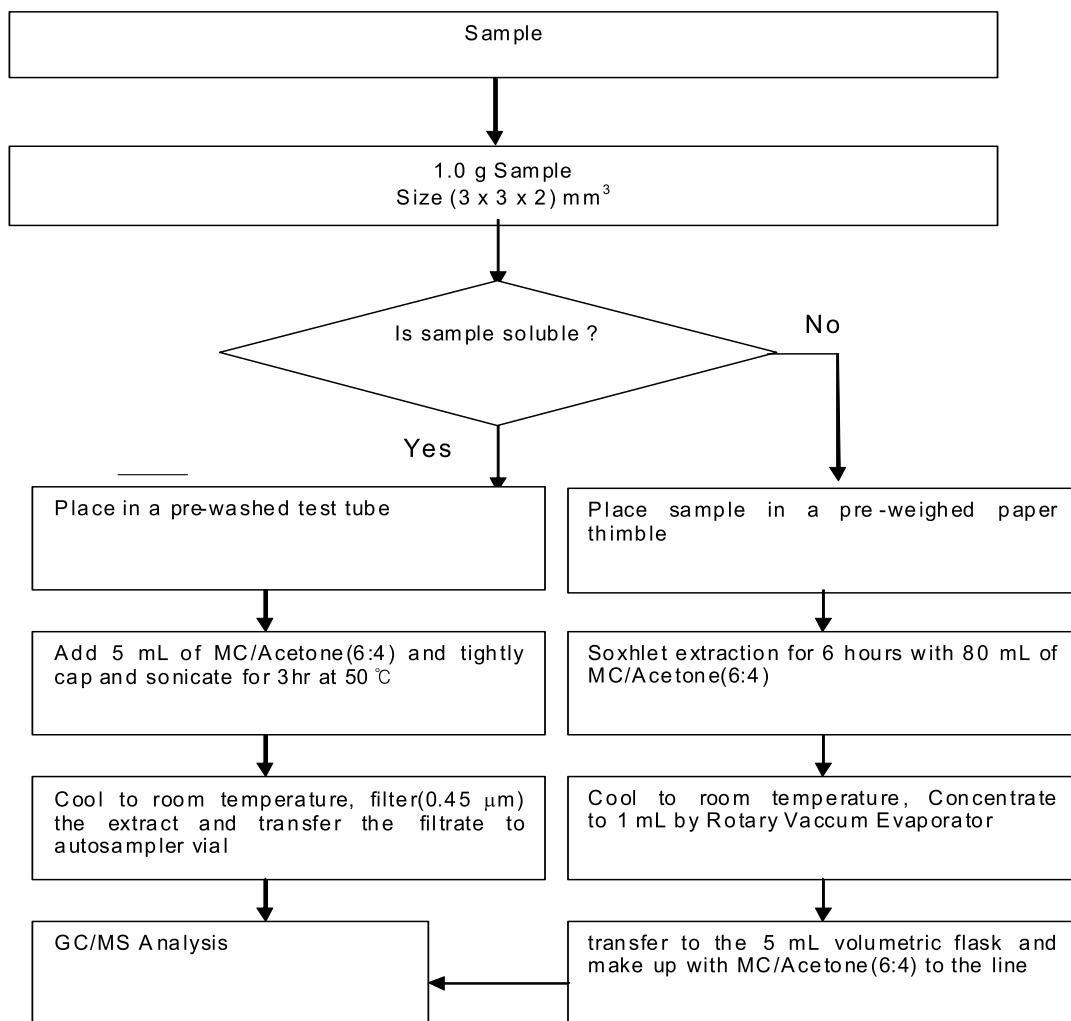 Sample
1.0 g Sample
Size (3 x 3 x 2) mm³
Is sample soluble ?
No
Yes
Place in a pre-washed test tube
Place sample in a pre-weighed paper
thimble
Add 5 mL of MC/Acetone(6:4) and tightly
cap and sonicate for 3hr at 50 ℃
Soxhlet extraction for 6 hours with 80 mL of
MC/Acetone(6:4)
Cool to room temperature, filter(0.45 μm)
the extract and transfer the filtrate to
autosampler vial
Cool to room temperature, Concentrate
to 1 mL by Rotary Vaccum Evaporator
GC/MS Analysis
transfer to the 5 mL volumetric flask and
make up with MC/Acetone(6:4) to the line